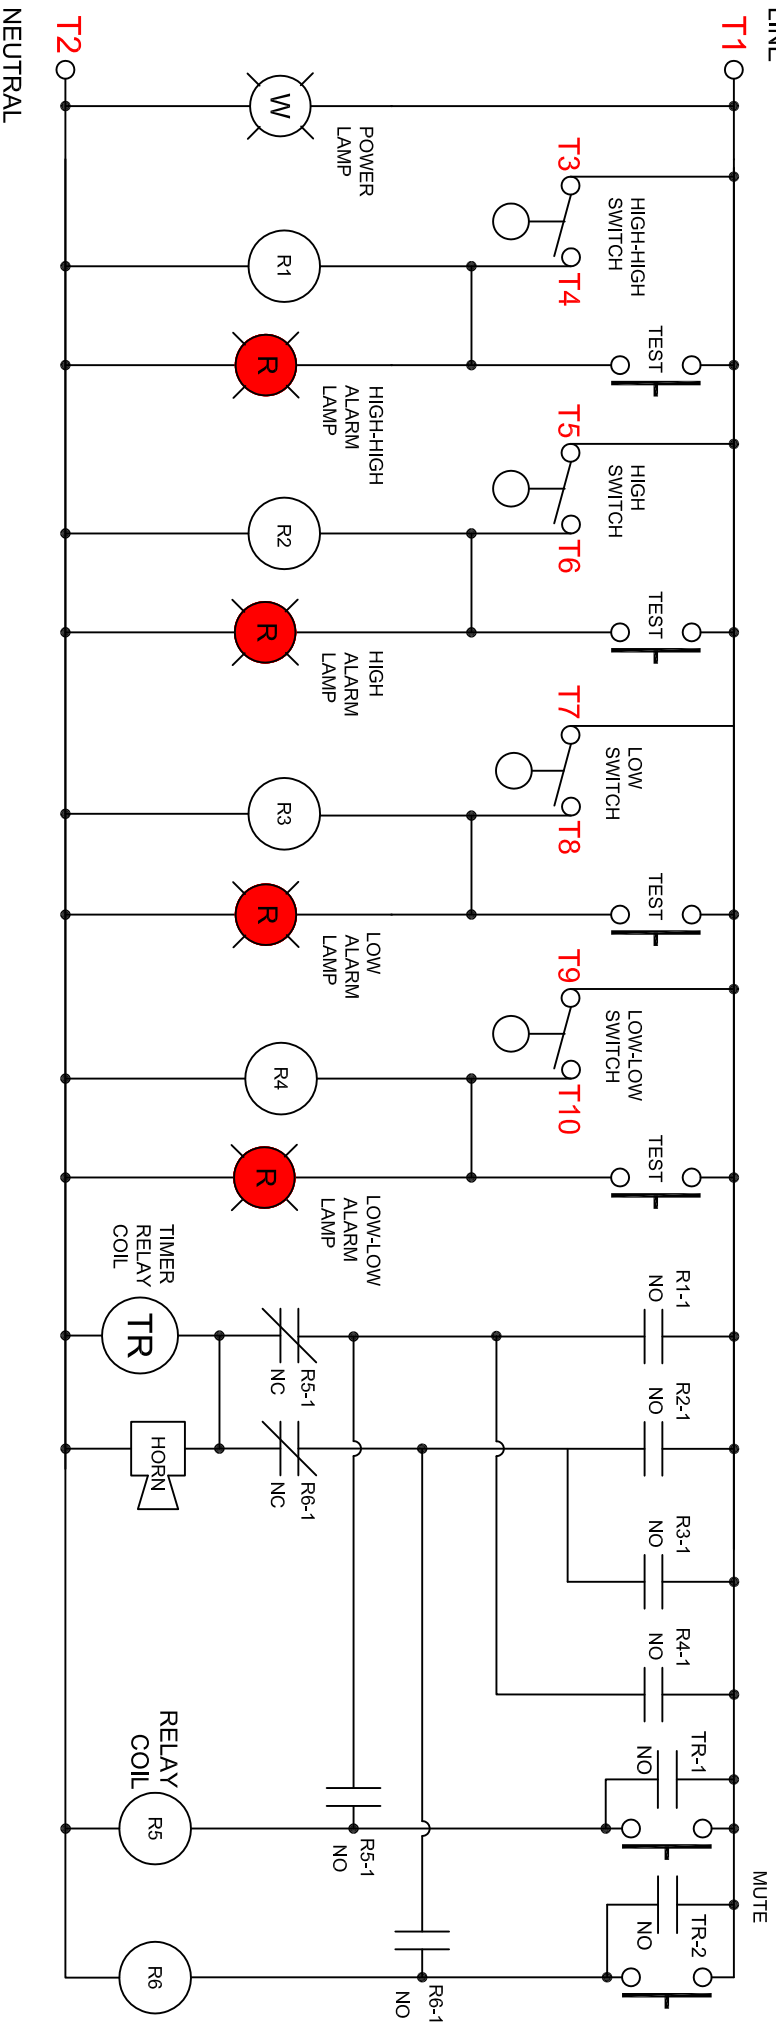 LINE
T1
T2
NEUTRAL
W
POWER
LAMP
T3
HIGH-HIGH
SWITCH
T4
R1
TEST
R
HIGH-HIGH
ALARM
LAMP
T5
HIGH
SWITCH
T6
R2
TEST
R
HIGH
ALARM
LAMP
T7
LOW
SWITCH
T8
R3
TEST
R
LOW
ALARM
LAMP
T9
LOW-LOW
SWITCH
T10
R4
TEST
R
LOW-LOW
ALARM
LAMP
R1-1
NO
R5-1
NC
TIMER
RELAY
COIL
TR
R2-1
NO
R6-1
NC
HORN
R3-1
NO
R4-1
NO
TR-1
NO
R5-1
NO
RELAY
COIL
R5
MUTE
TR-2
NO
R6-1
NO
R6